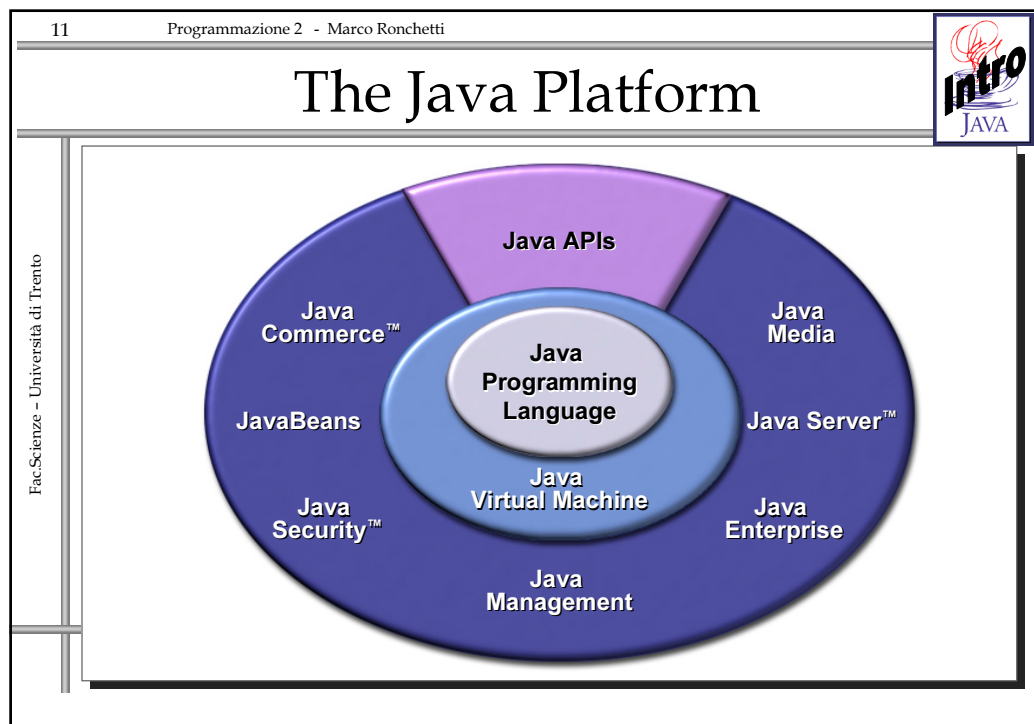 11
Programmazione 2 - Marco Ronchetti
The Java Platform
Intro
JAVA
Fac.Scienze – Università di Trento
Java APIs
Java
Commerce™
Java
Media
Java
Programming
Language
JavaBeans
Java Server™
Java
Virtual Machine
Java
Security™
Java
Enterprise
Java
Management